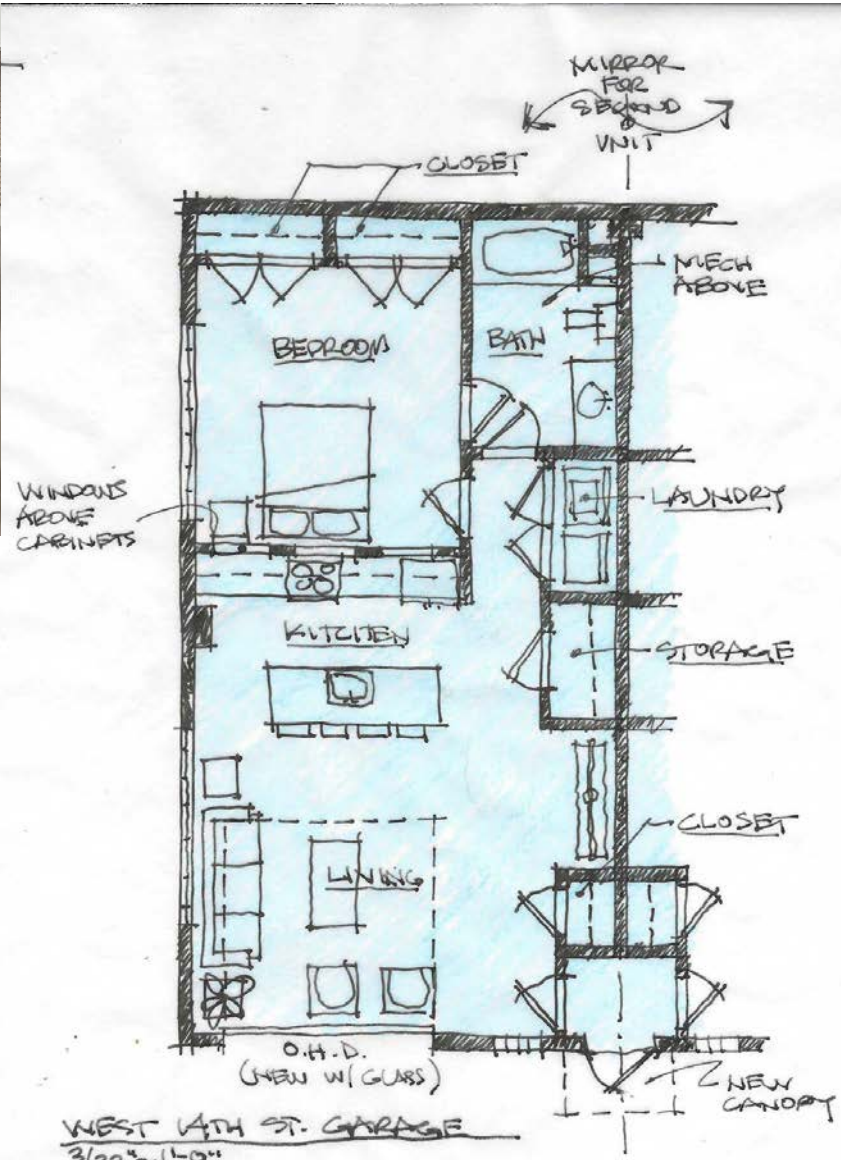 MIRROR
FOR
SECOND
UNIT
CLOSET
MECH
ABOVE
BEDROOM
BATH
WINDOWS
ABOVE
CABINETS
LAUNDRY
KITCHEN
STORAGE
CLOSET
LIVING
O.H.D.
(NEW W/ GLASS)
NEW
CANOPY
WEST 14TH ST. GARAGE